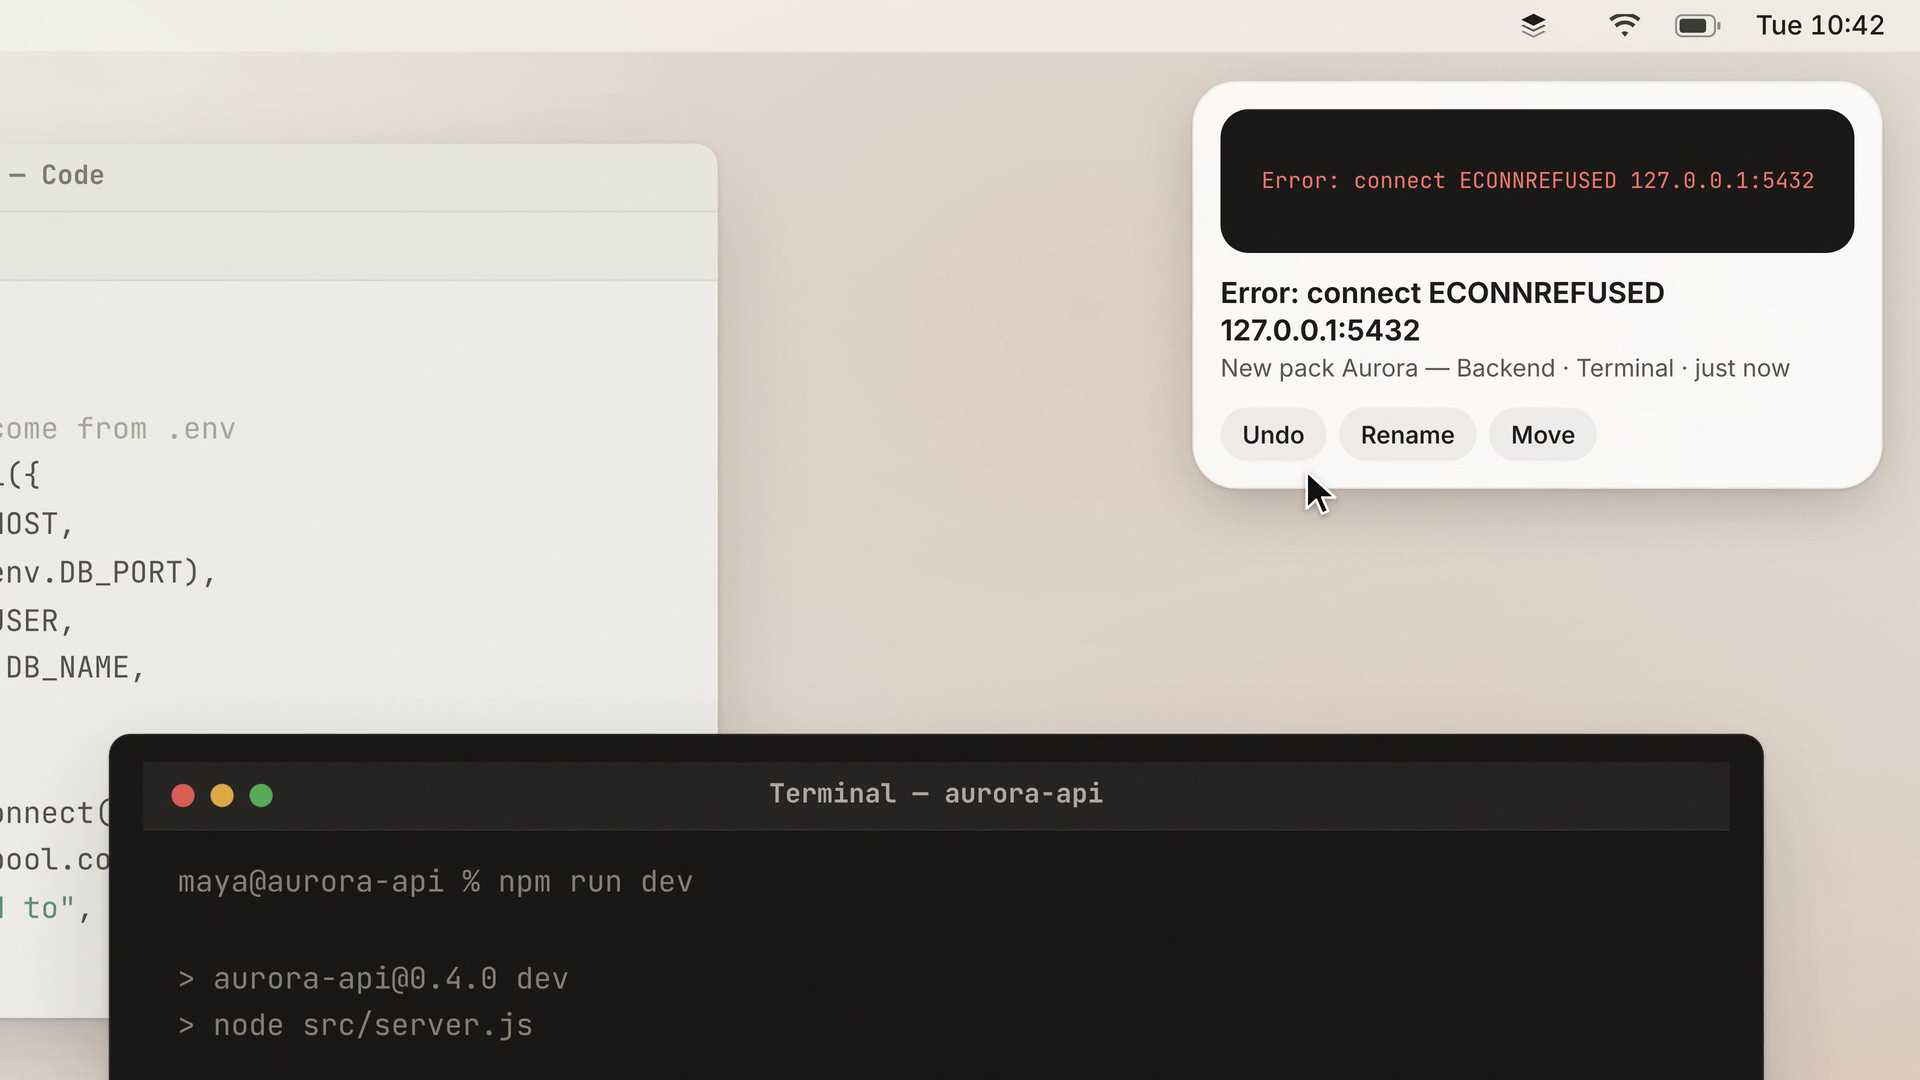 Tue 10:42
— Code
Error: connect ECONNREFUSED 127.0.0.1:5432
Error: connect ECONNREFUSED
127.0.0.1:5432
New pack Aurora — Backend · Terminal · just now
Undo Rename Move
come from .env
({
HOST,
env.DB_PORT),
USER,
DB_NAME,
onnect(
pool.co
to",
Terminal — aurora-api
maya@aurora-api % npm run dev
> aurora-api@0.4.0 dev
> node src/server.js